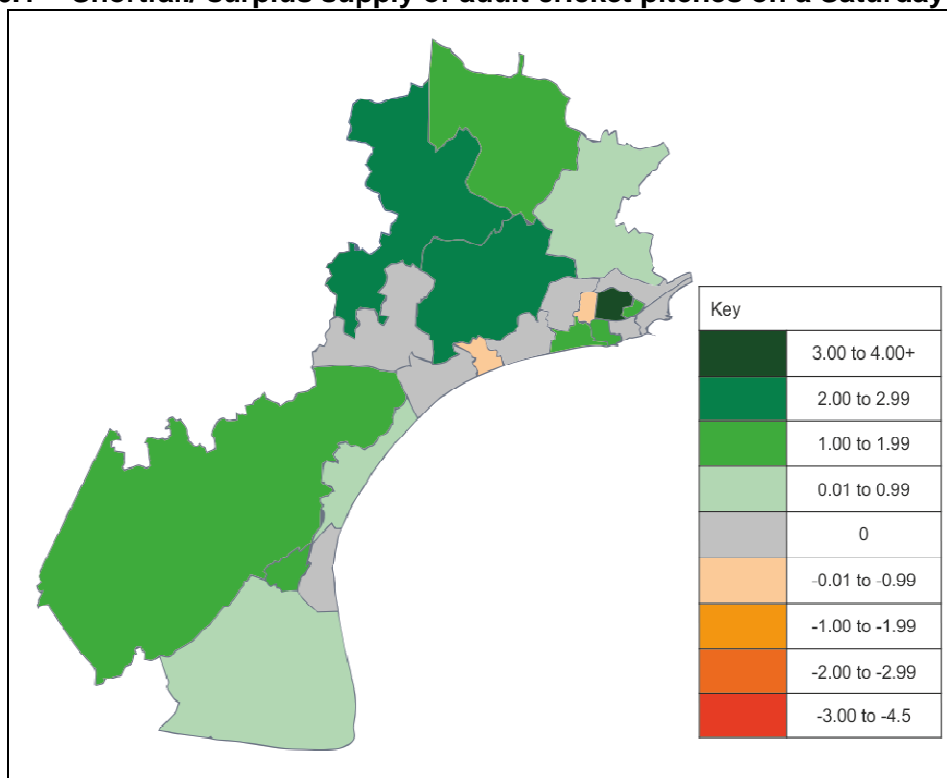 Shortfall/ surplus supply of adult cricket pitches on a Saturday
Key
3.00 to 4.00+
2.00 to 2.99
1.00 to 1.99
0.01 to 0.99
0
-0.01 to -0.99
-1.00 to -1.99
-2.00 to -2.99
-3.00 to -4.5